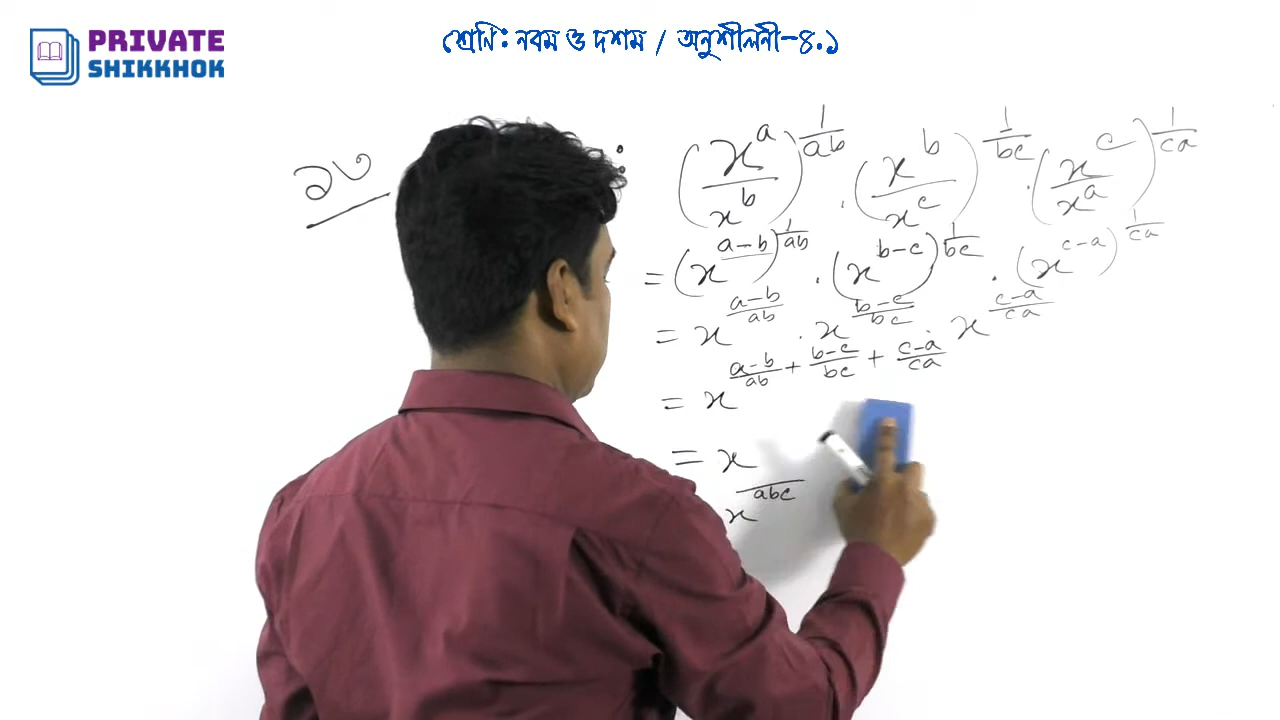 PRIVATE
SHIKKHOK
শ্রেণি: নবম ও দশম / অনুশীলনী-৪.১
১৩ : (x^a/x^b)^(1/ab) . (x^b/x^c)^(1/bc) . (x^c/x^a)^(1/ca)
= (x^(a-b))^(1/ab) . (x^(b-c))^(1/bc) . (x^(c-a))^(1/ca)
= x^((a-b)/ab) . x^((b-c)/bc) . x^((c-a)/ca)
= x^((a-b)/ab + (b-c)/bc + (c-a)/ca)
= x
abc
x